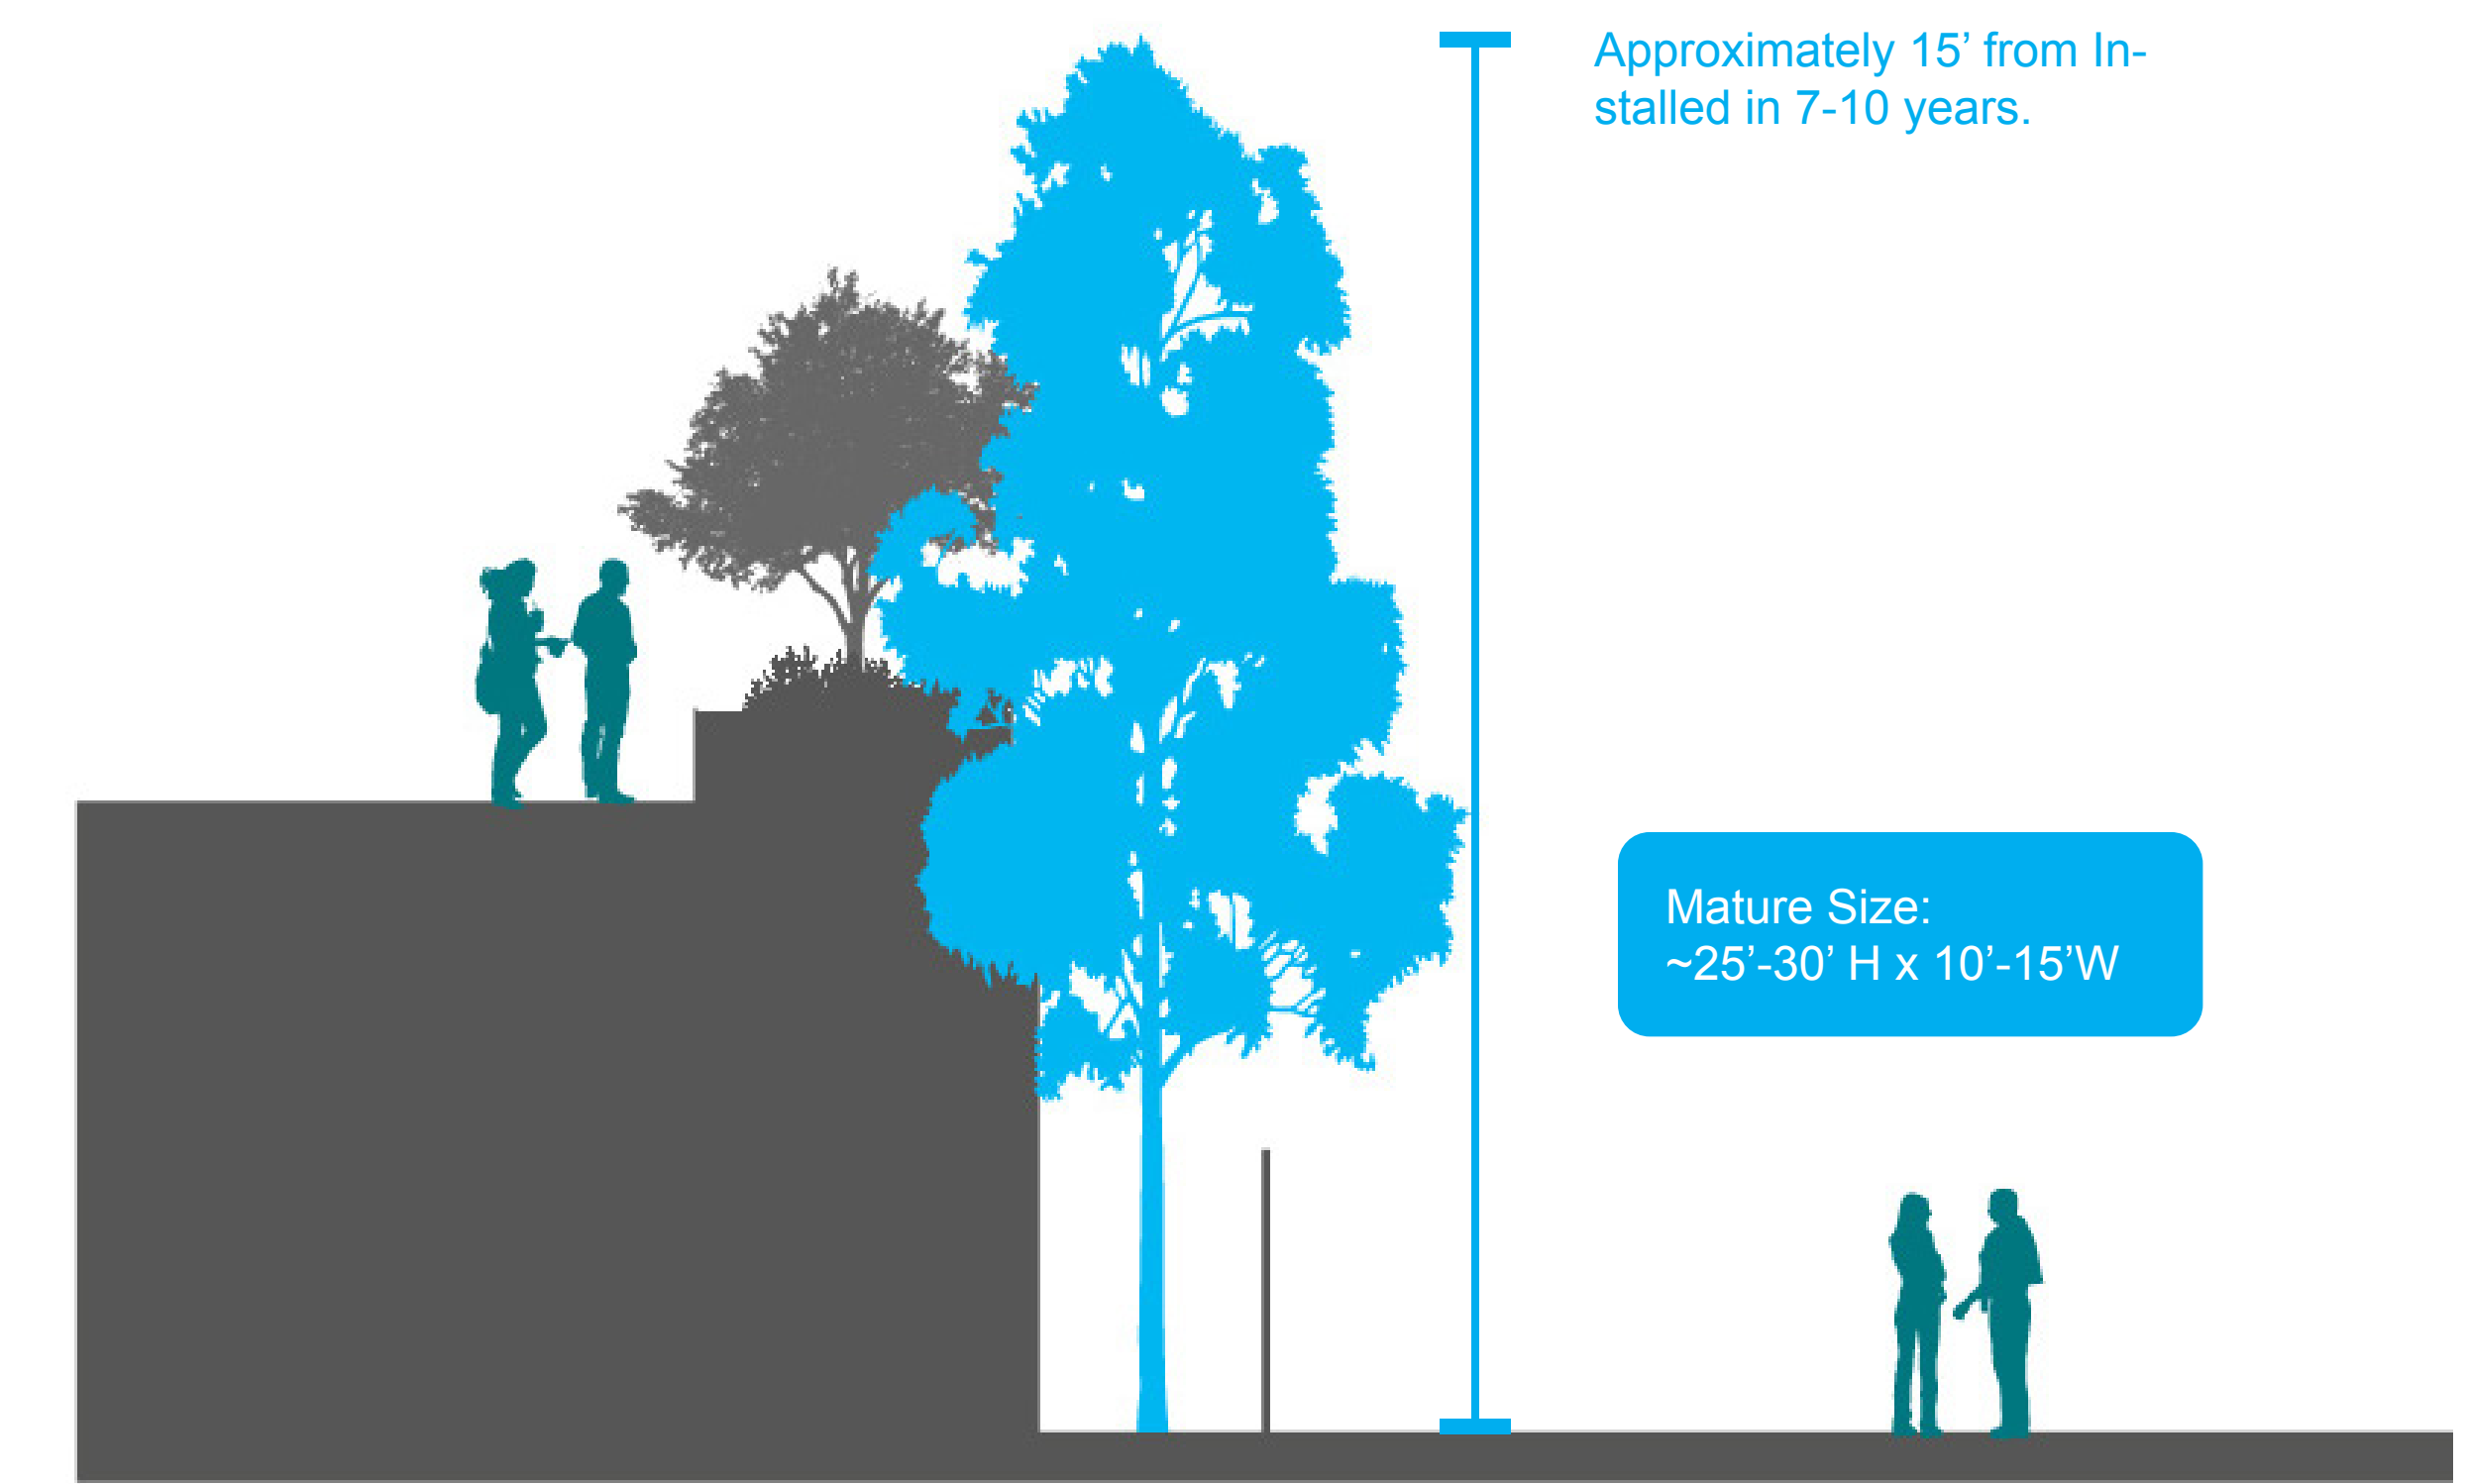 Approximately 15’ from In-
stalled in 7-10 years.
Mature Size:
~25’-30’ H x 10’-15’W